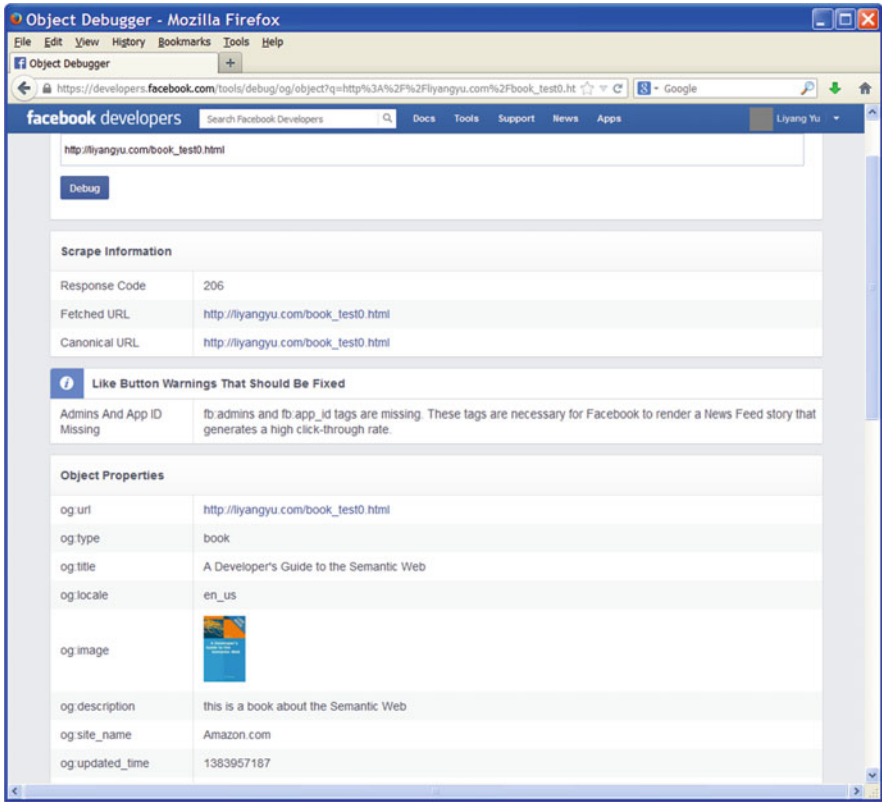 Object Debugger - Mozilla Firefox
File Edit View History Bookmarks Tools Help
Object Debugger
https://developers.facebook.com/tools/debug/og/object?q=http%3A%2F%2Fliyangyu.com%2Fbook_test0.ht
Google
facebook developers
Search Facebook Developers
Docs Tools Support News Apps
Liyang Yu
http://liyangyu.com/book_test0.html
Debug
Scrape Information
Response Code 206
Fetched URL http://liyangyu.com/book_test0.html
Canonical URL http://liyangyu.com/book_test0.html
Like Button Warnings That Should Be Fixed
Admins And App ID Missing
fb:admins and fb:app_id tags are missing. These tags are necessary for Facebook to render a News Feed story that
generates a high click-through rate.
Object Properties
og:url http://liyangyu.com/book_test0.html
og:type book
og:title A Developer's Guide to the Semantic Web
og:locale en_us
og:image
A Developer's
Guide to the
Semantic Web
og:description this is a book about the Semantic Web
og:site_name Amazon.com
og:updated_time 1383957187